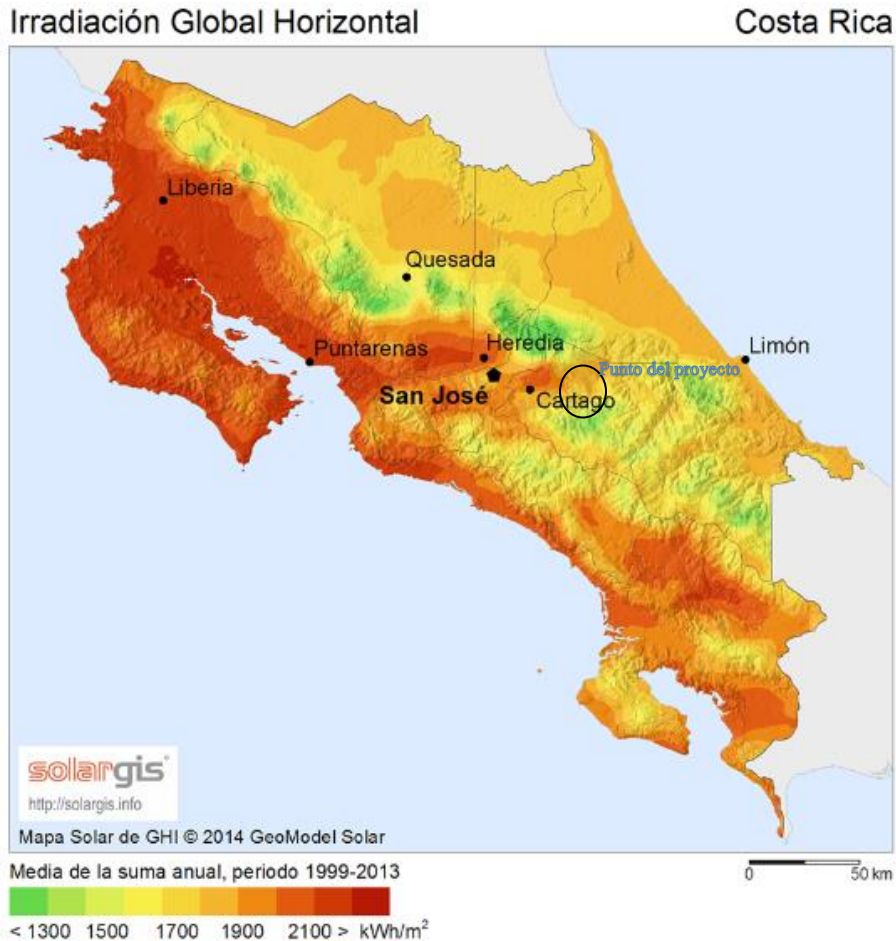 Irradiación Global Horizontal Costa Rica
Liberia
Quesada
Puntarenas
Heredia
Limón
Punto del proyecto
San José
Cartago
solargis
http://solargis.info
Mapa Solar de GHI © 2014 GeoModel Solar
Media de la suma anual, periodo 1999-2013
0 50 km
< 1300 1500 1700 1900 2100 > kWh/m²